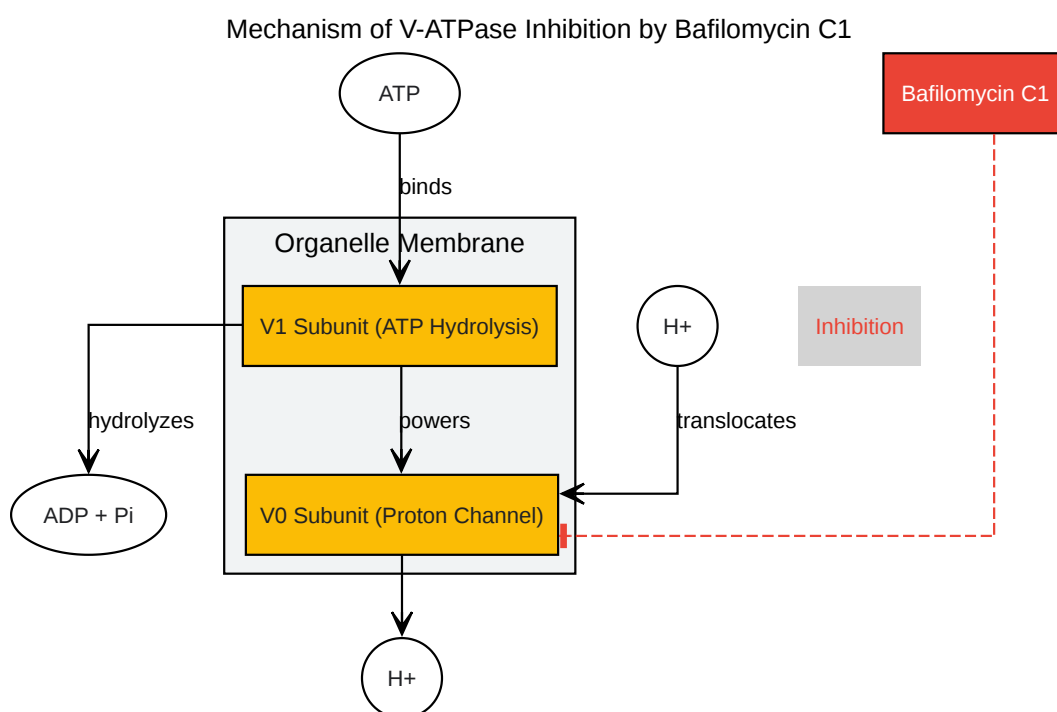 Mechanism of V-ATPase Inhibition by Bafilomycin C1
ATP
Bafilomycin C1
binds
Organelle Membrane
V1 Subunit (ATP Hydrolysis)
H+
Inhibition
hydrolyzes
powers
translocates
ADP + Pi
V0 Subunit (Proton Channel)
H+